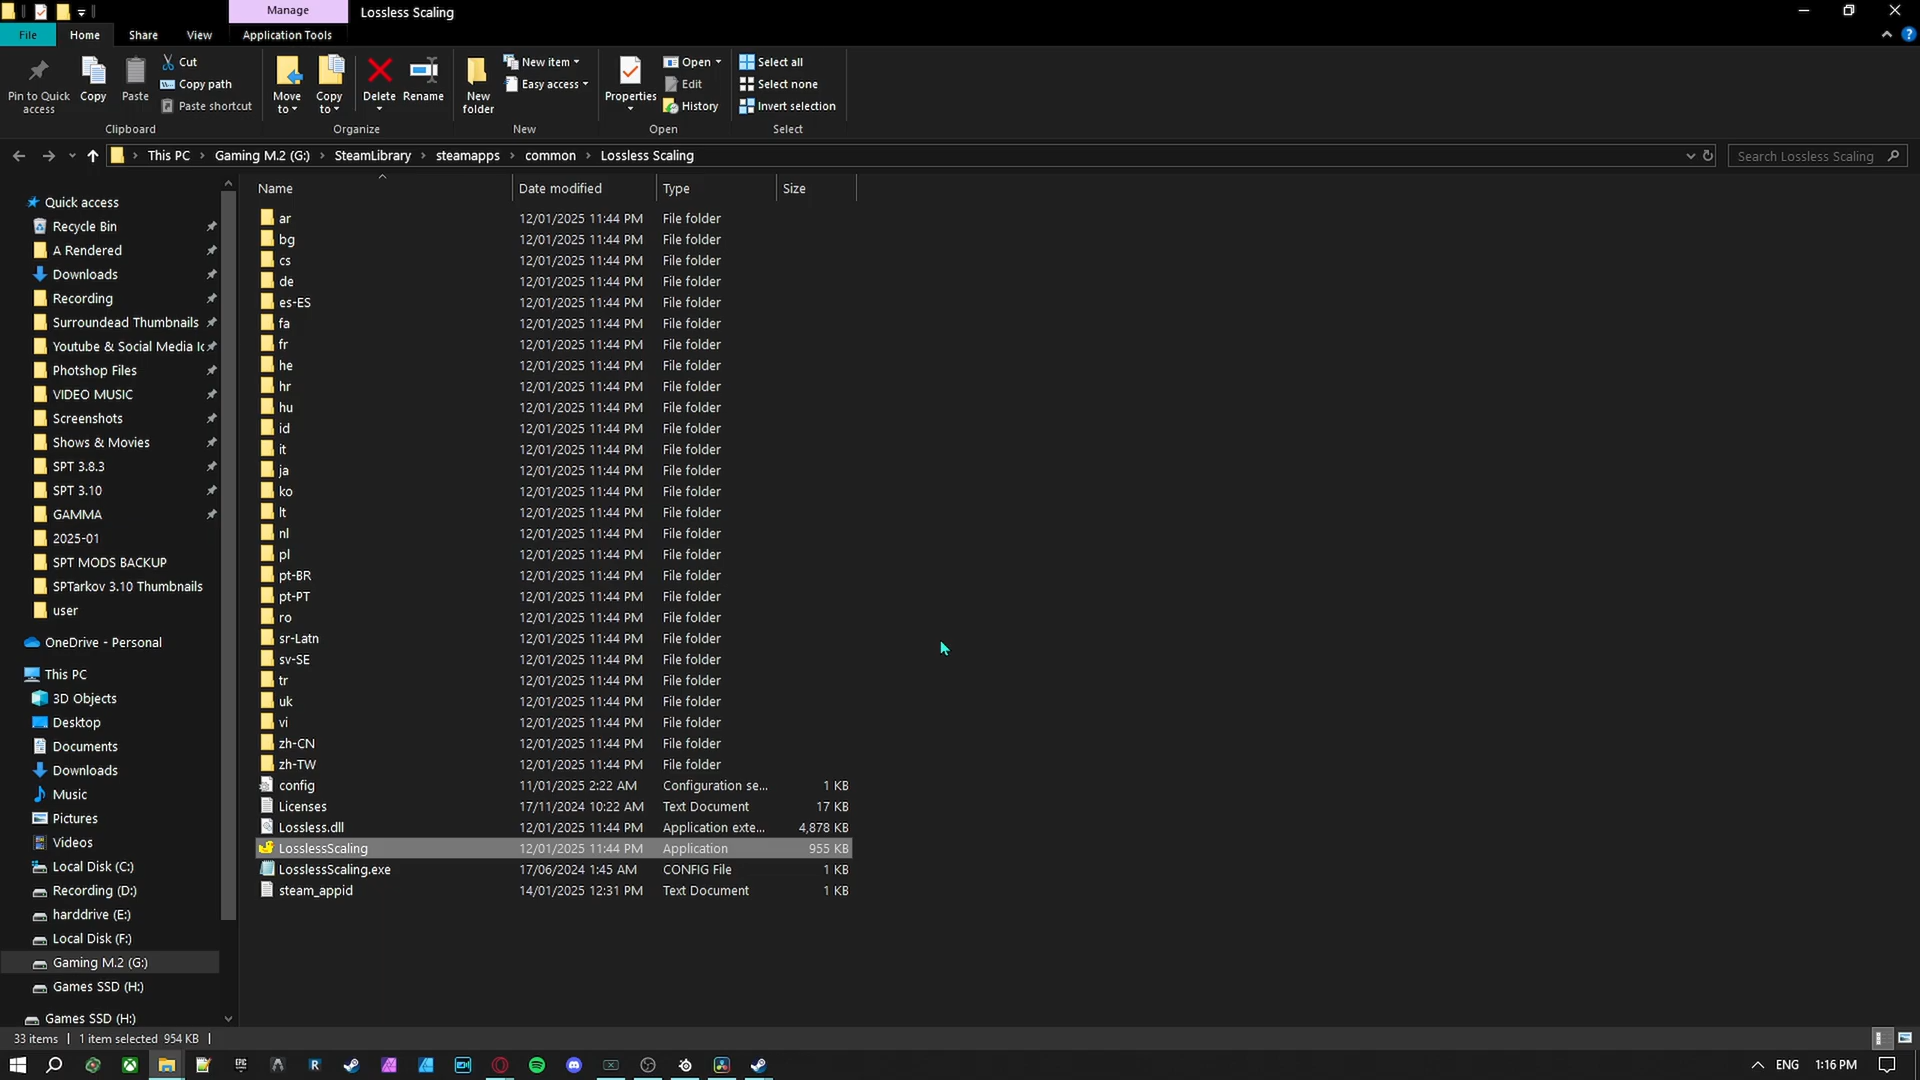 Manage
Lossless Scaling
File
Home
Share
View
Application Tools
Pin to Quick access
Copy
Paste
Cut
Copy path
Paste shortcut
Clipboard
Move to
Copy to
Delete
Rename
Organize
New folder
New item
Easy access
New
Properties
Open
Edit
History
Open
Select all
Select none
Invert selection
Select
This PC > Gaming M.2 (G:) > SteamLibrary > steamapps > common > Lossless Scaling
Search Lossless Scaling
Quick access
Recycle Bin
A Rendered
Downloads
Recording
Surroundead Thumbnails
Youtube & Social Media Ic
Photshop Files
VIDEO MUSIC
Screenshots
Shows & Movies
SPT 3.8.3
SPT 3.10
GAMMA
2025-01
SPT MODS BACKUP
SPTarkov 3.10 Thumbnails
user
OneDrive - Personal
This PC
3D Objects
Desktop
Documents
Downloads
Music
Pictures
Videos
Local Disk (C:)
Recording (D:)
harddrive (E:)
Local Disk (F:)
Gaming M.2 (G:)
Games SSD (H:)
Games SSD (H:)
Name Date modified Type Size
ar 12/01/2025 11:44 PM File folder
bg 12/01/2025 11:44 PM File folder
cs 12/01/2025 11:44 PM File folder
de 12/01/2025 11:44 PM File folder
es-ES 12/01/2025 11:44 PM File folder
fa 12/01/2025 11:44 PM File folder
fr 12/01/2025 11:44 PM File folder
he 12/01/2025 11:44 PM File folder
hr 12/01/2025 11:44 PM File folder
hu 12/01/2025 11:44 PM File folder
id 12/01/2025 11:44 PM File folder
it 12/01/2025 11:44 PM File folder
ja 12/01/2025 11:44 PM File folder
ko 12/01/2025 11:44 PM File folder
lt 12/01/2025 11:44 PM File folder
nl 12/01/2025 11:44 PM File folder
pl 12/01/2025 11:44 PM File folder
pt-BR 12/01/2025 11:44 PM File folder
pt-PT 12/01/2025 11:44 PM File folder
ro 12/01/2025 11:44 PM File folder
sr-Latn 12/01/2025 11:44 PM File folder
sv-SE 12/01/2025 11:44 PM File folder
tr 12/01/2025 11:44 PM File folder
uk 12/01/2025 11:44 PM File folder
vi 12/01/2025 11:44 PM File folder
zh-CN 12/01/2025 11:44 PM File folder
zh-TW 12/01/2025 11:44 PM File folder
config 11/01/2025 2:22 AM Configuration se... 1 KB
Licenses 17/11/2024 10:22 AM Text Document 17 KB
Lossless.dll 12/01/2025 11:44 PM Application exte... 4,878 KB
LosslessScaling 12/01/2025 11:44 PM Application 955 KB
LosslessScaling.exe 17/06/2024 1:45 AM CONFIG File 1 KB
steam_appid 14/01/2025 12:31 PM Text Document 1 KB
33 items 1 item selected 954 KB
EPIC
ENG 1:16 PM